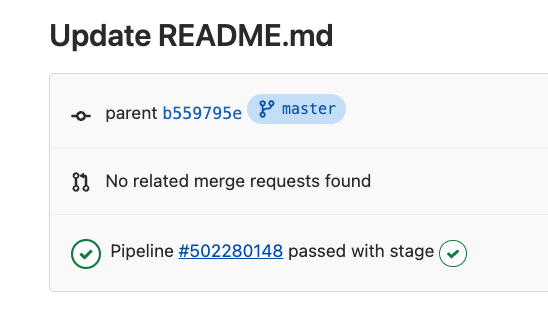 Update README.md
parent b559795e master
No related merge requests found
Pipeline #502280148 passed with stage